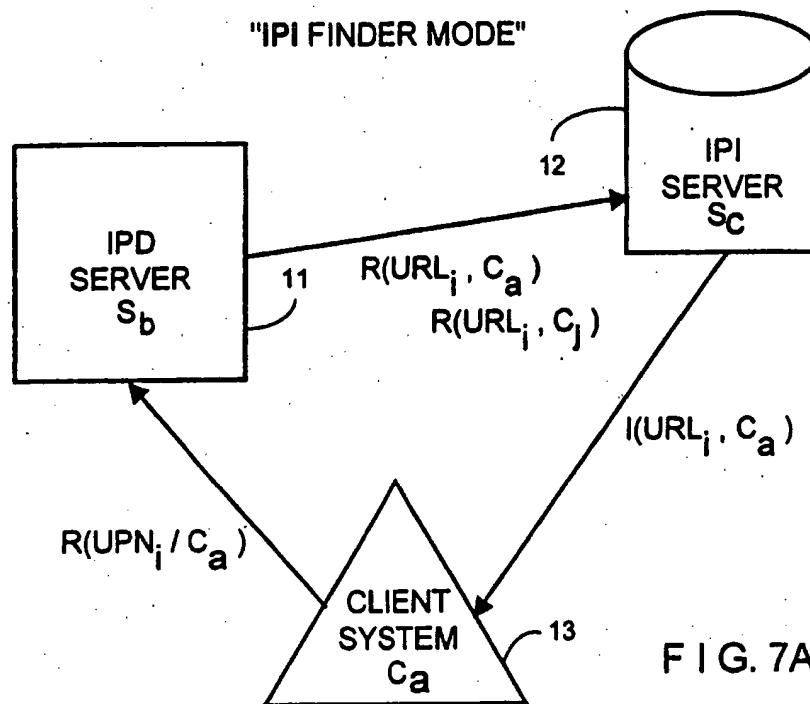 "IPI FINDER MODE"
12
IPI
SERVER
Sc
IPD
SERVER
Sb
11
R(URLi , Ca)
R(URLi , Cj)
I(URLi , Ca)
R(UPNi / Ca)
CLIENT
SYSTEM
Ca
13
F I G. 7A